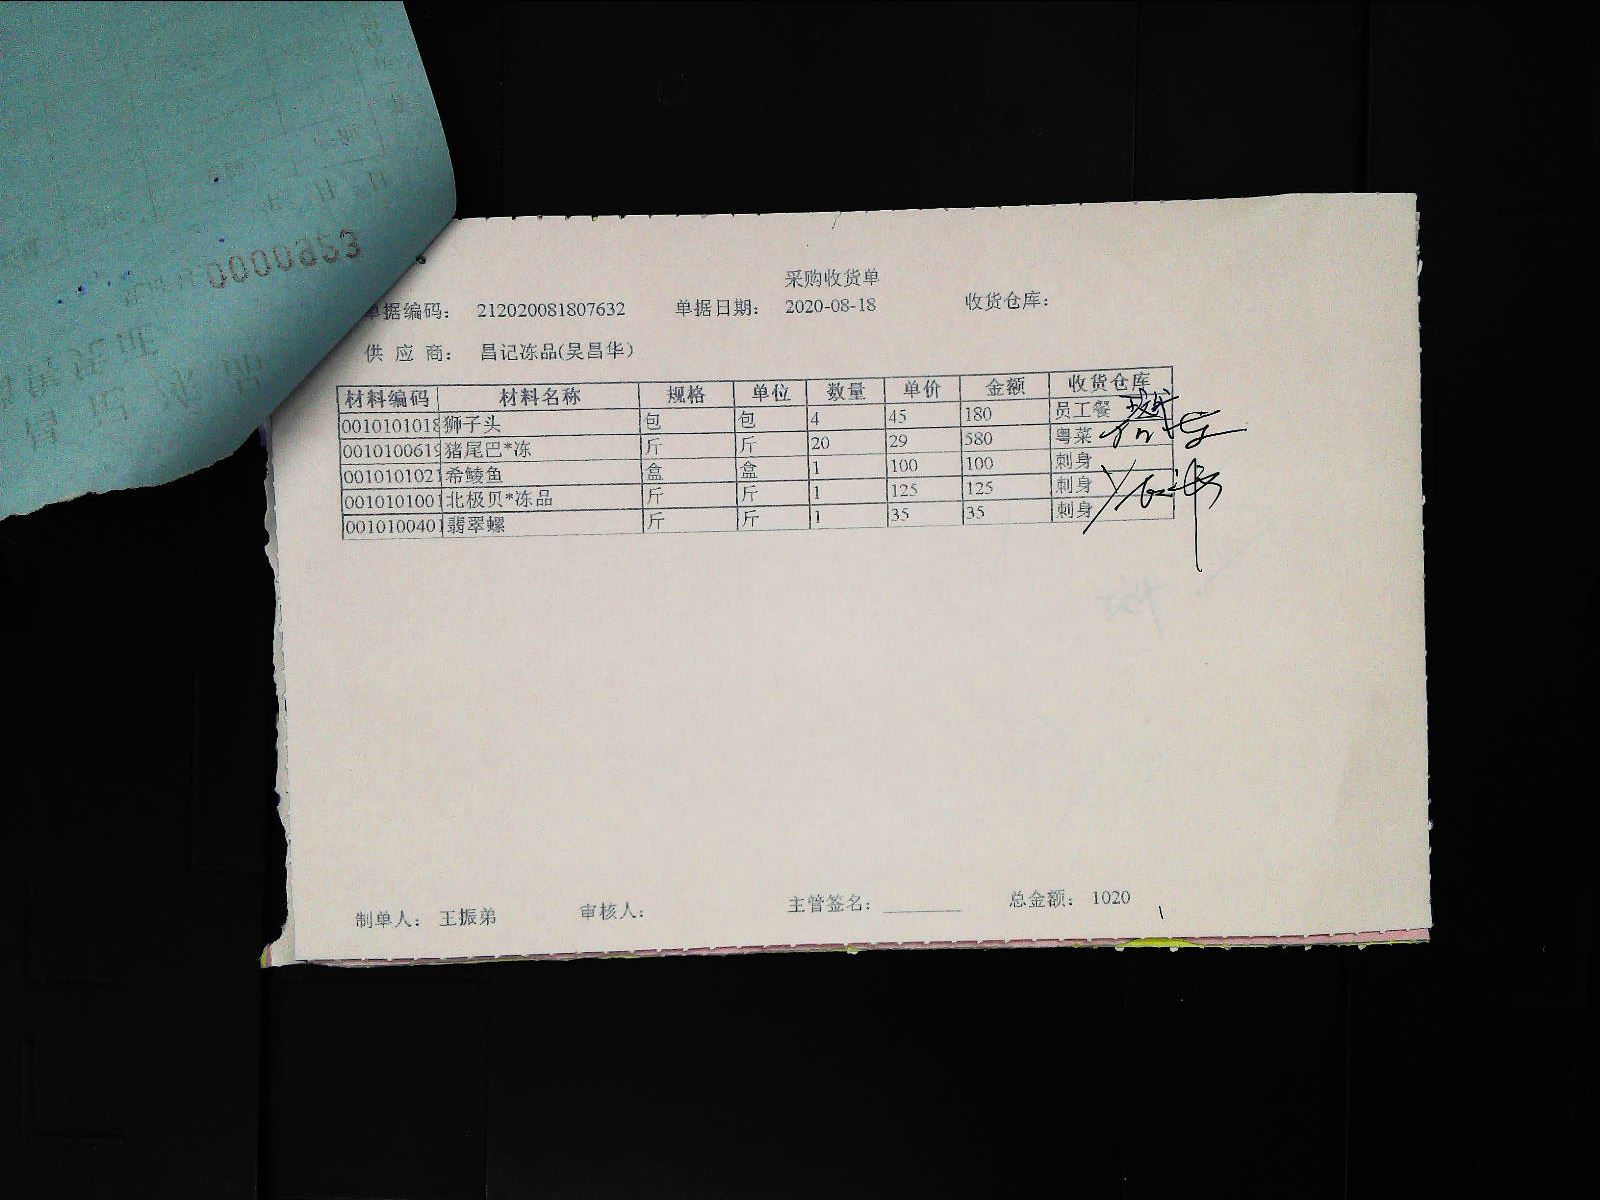 0000853
采购收货单
单据编码： 212020081807632 单据日期： 2020-08-18 收货仓库：
供 应 商： 昌记冻品(吴昌华)
材料编码 材料名称 规格 单位 数量 单价 金额 收货仓库
0010101018 狮子头 包 包 4 45 180 员工餐
0010100619 猪尾巴*冻 斤 斤 20 29 580 粤菜
0010101021 希鲮鱼 盒 盒 1 100 100 刺身
0010101001 北极贝*冻品 斤 斤 1 125 125 刺身
0010100401 翡翠螺 斤 斤 1 35 35 刺身
制单人： 王振弟 审核人： 主管签名： 总金额： 1020